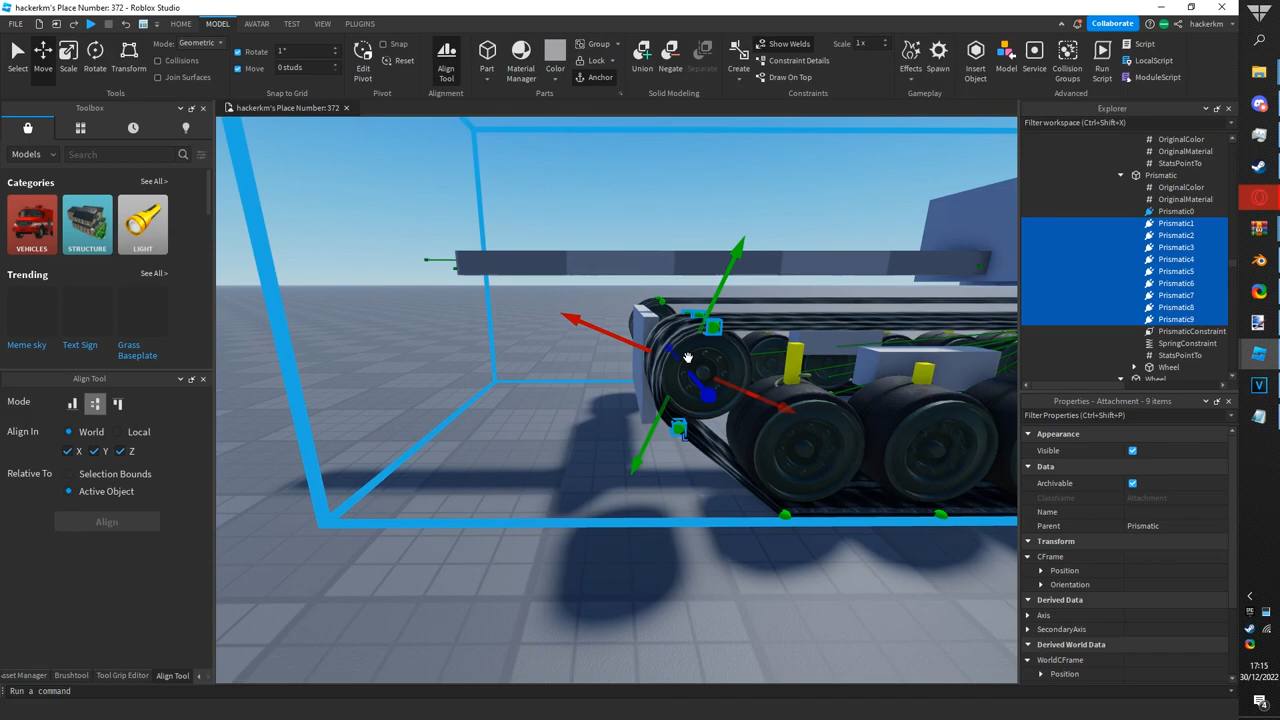 hackerkm's Place Number: 372 - Roblox Studio
FILE HOME MODEL AVATAR TEST VIEW PLUGINS Collaborate hackerkm
Select Move Scale Rotate Transform
Mode: Geometric
Collisions
Join Surfaces
Tools
Rotate 1°
Move 0 studs
Snap to Grid
Edit Pivot
Snap
Reset
Pivot
Align Tool
Alignment
Part
Material Manager
Color
Group
Lock
Anchor
Parts
Union Negate Separate
Solid Modeling
Create
Show Welds
Constraint Details
Draw On Top
Scale 1x
Constraints
Effects Spawn
Gameplay
Insert Object
Model
Service
Collision Groups
Run Script
Script
LocalScript
ModuleScript
Advanced
Toolbox
Models Search
Categories See All >
VEHICLES STRUCTURE LIGHT
Trending See All >
Meme sky Text Sign Grass Baseplate
Align Tool
Mode
Align In World Local
X Y Z
Relative To Selection Bounds
Active Object
Align
sset Manager Brushtool Tool Grip Editor Align Tool
Run a command
hackerkm's Place Number: 372
Explorer
Filter workspace (Ctrl+Shift+X)
OriginalColor
OriginalMaterial
StatsPointTo
Prismatic
OriginalColor
OriginalMaterial
Prismatic0
Prismatic1
Prismatic2
Prismatic3
Prismatic4
Prismatic5
Prismatic6
Prismatic7
Prismatic8
Prismatic9
PrismaticConstraint
SpringConstraint
StatsPointTo
Wheel
Wheel
Properties - Attachment - 9 items
Filter Properties (Ctrl+Shift+P)
Appearance
Visible
Data
Archivable
ClassName Attachment
Name
Parent Prismatic
Transform
CFrame
Position
Orientation
Derived Data
Axis
SecondaryAxis
Derived World Data
WorldCFrame
Position
17:15
30/12/2022